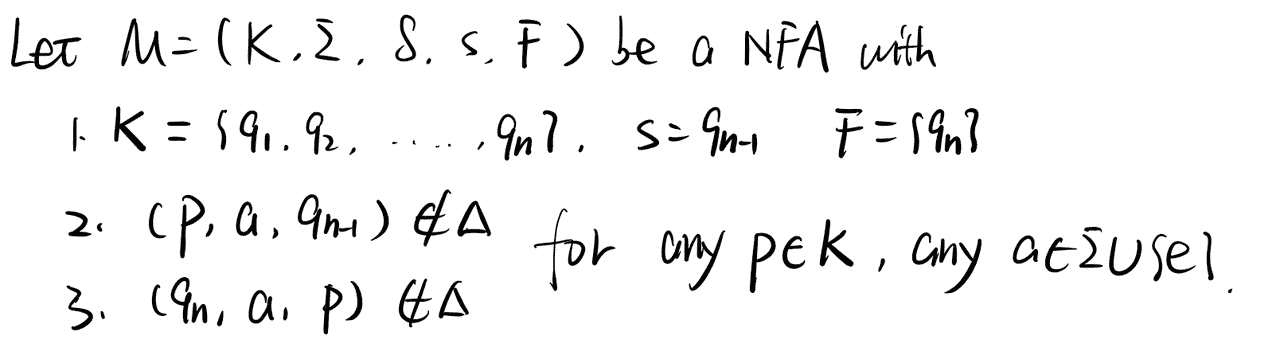 Let M=(K.Σ. δ. s. F) be a NFA with
1. K = {q₁. q₂. ..... , qₙ}. s=qₙ₋₁ F={qₙ}
2. (p, a, qₙ₋₁) ∉Δ for any p∈K, any a∈Σ∪{e}.
3. (qₙ, a, p) ∉Δ